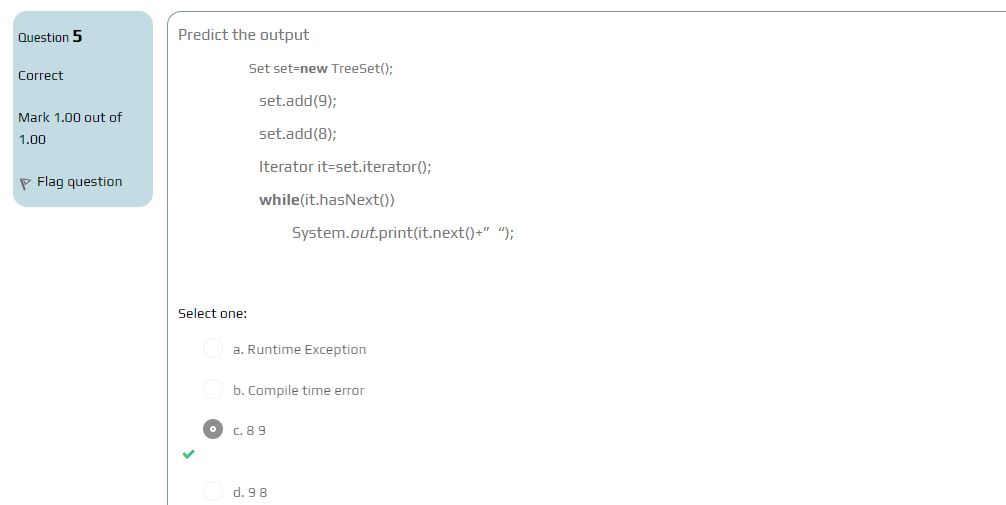 Question 5
Correct
Mark 1.00 out of
1.00
Flag question
Predict the output
Set set=new TreeSet();
set.add(9);
set.add(8);
Iterator it=set.iterator();
while(it.hasNext())
System.out.print(it.next()+”  “);
Select one:
a. Runtime Exception
b. Compile time error
c. 8 9
d. 9 8